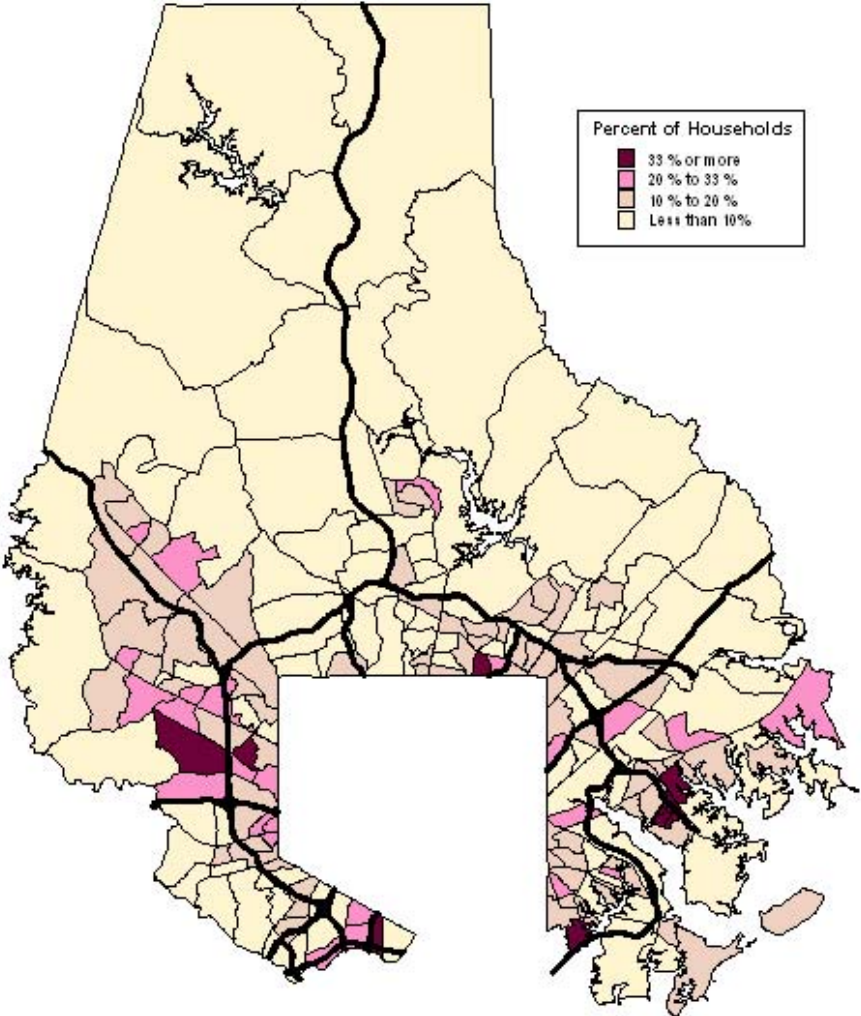 Percent of Households
33 % or more
20 % to 33 %
10 % to 20 %
Less than 10%